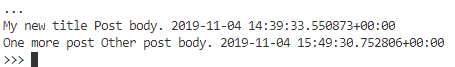 ...
My new title Post body. 2019-11-04 14:39:33.550873+00:00
One more post Other post body. 2019-11-04 15:49:30.752806+00:00
>>>